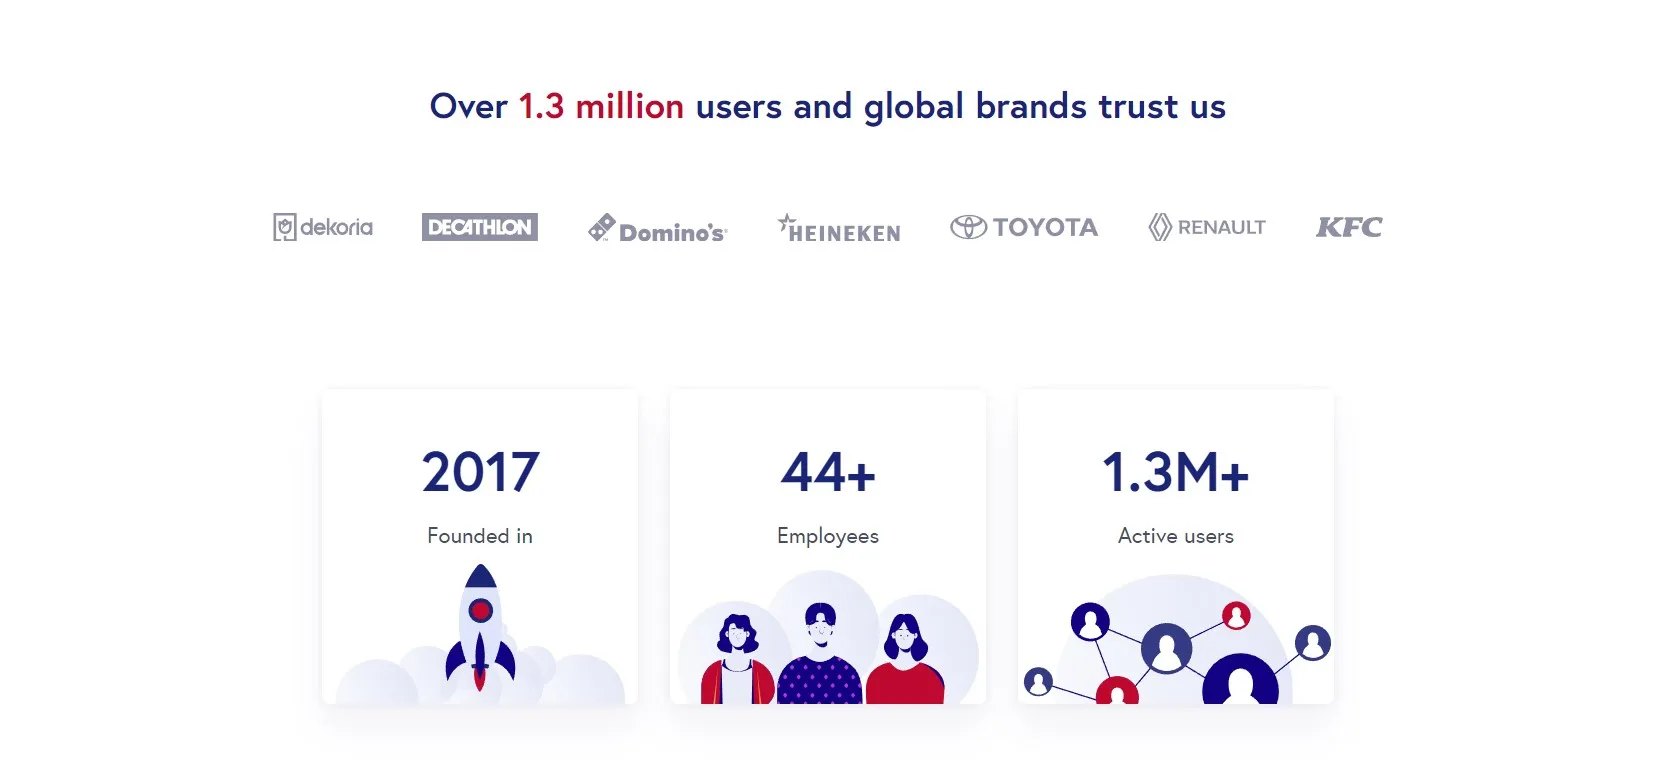 Over 1.3 million users and global brands trust us
dekoria DECATHLON Domino's HEINEKEN TOYOTA RENAULT KFC
2017 44+ 1.3M+
Founded in Employees Active users